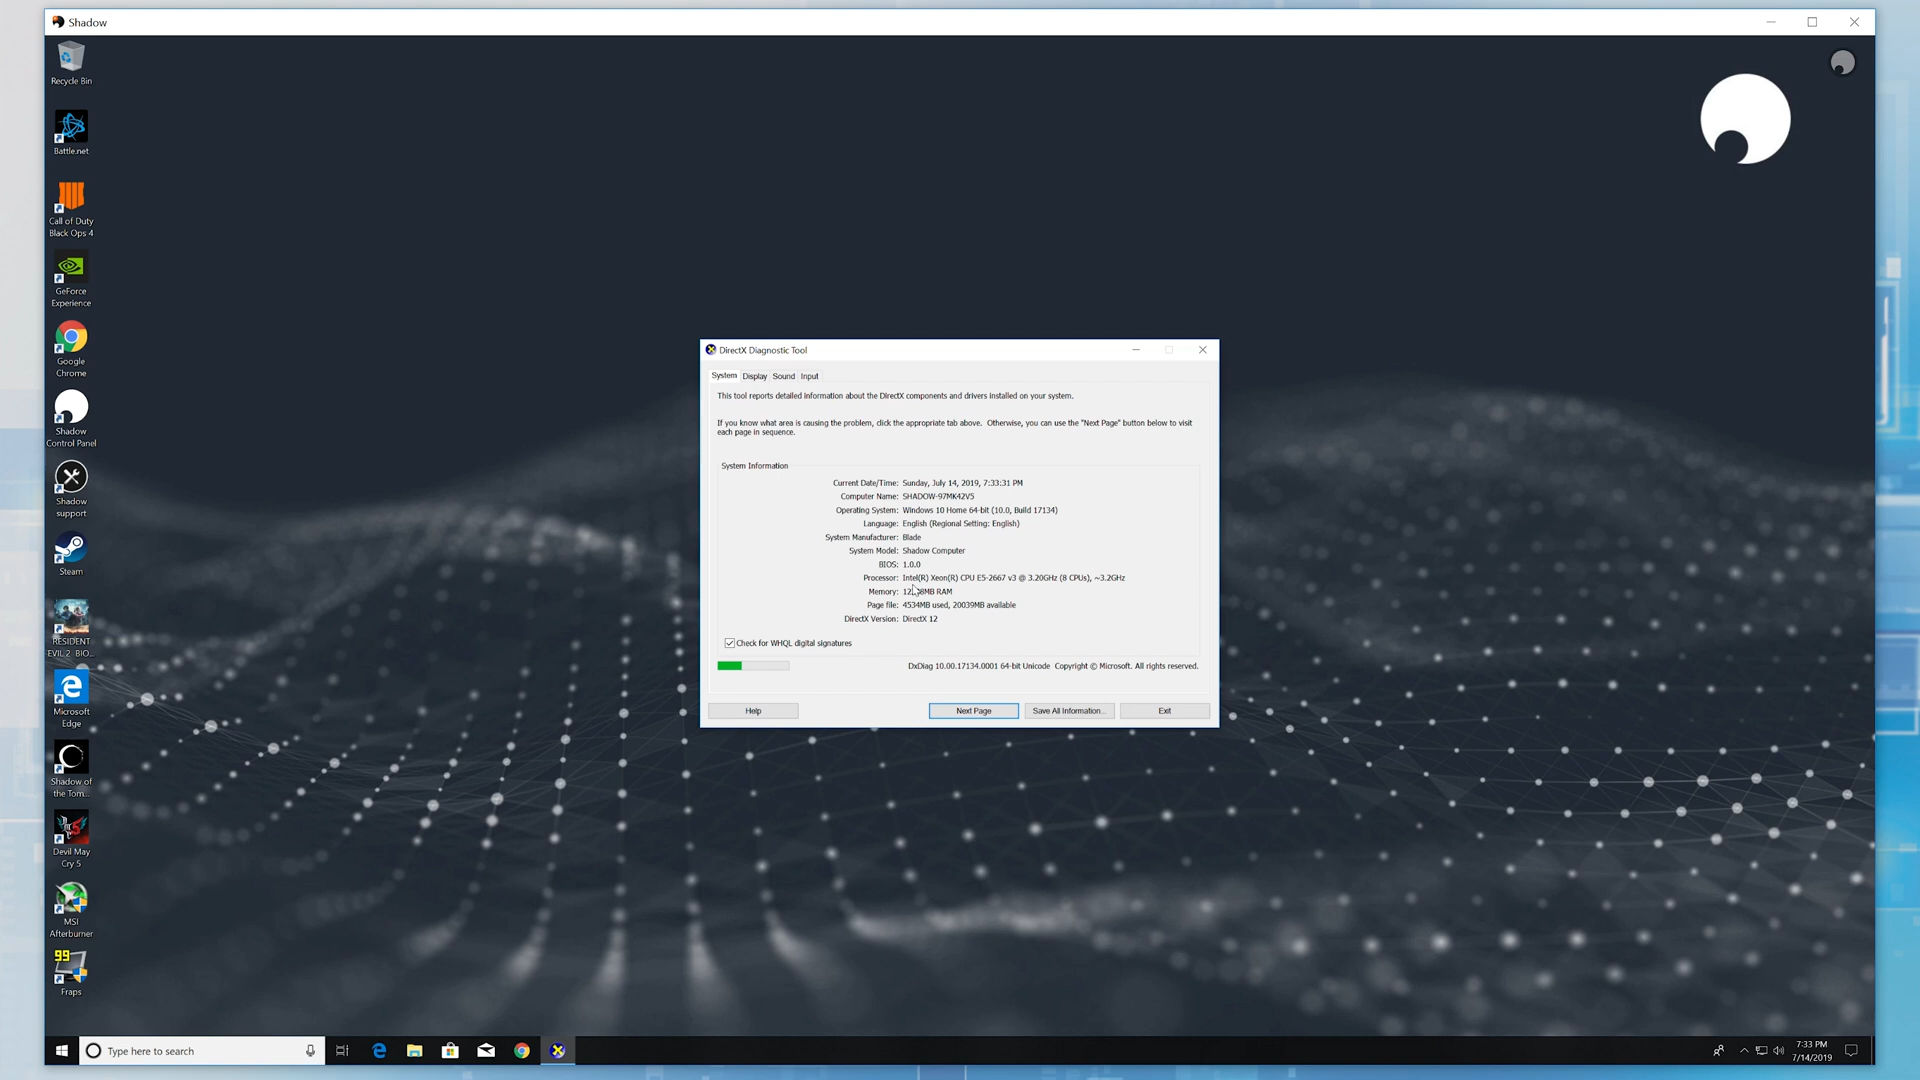 Shadow
Recycle Bin
Battle.net
Call of Duty
Black Ops 4
GeForce
Experience
Google
Chrome
Shadow
Control Panel
Shadow
support
Steam
RESIDENT
EVIL 2 BIO...
Microsoft
Edge
Shadow of
the Tom...
Devil May
Cry 5
MSI
Afterburner
99
Fraps
DirectX Diagnostic Tool
System Display Sound Input
This tool reports detailed information about the DirectX components and drivers installed on your system.
If you know what area is causing the problem, click the appropriate tab above. Otherwise, you can use the "Next Page" button below to visit
each page in sequence.
System Information
Current Date/Time: Sunday, July 14, 2019, 7:33:31 PM
Computer Name: SHADOW-97MK42V5
Operating System: Windows 10 Home 64-bit (10.0, Build 17134)
Language: English (Regional Setting: English)
System Manufacturer: Blade
System Model: Shadow Computer
BIOS: 1.0.0
Processor: Intel(R) Xeon(R) CPU E5-2667 v3 @ 3.20GHz (8 CPUs), ~3.2GHz
Memory: RAM
Page file: 4534MB used, 20039MB available
DirectX Version: DirectX 12
Check for WHQL digital signatures
DxDiag 10.00.17134.0001 64-bit Unicode Copyright © Microsoft. All rights reserved.
Help
Next Page
Save All Information...
Exit
Type here to search
7:33 PM
7/14/2019